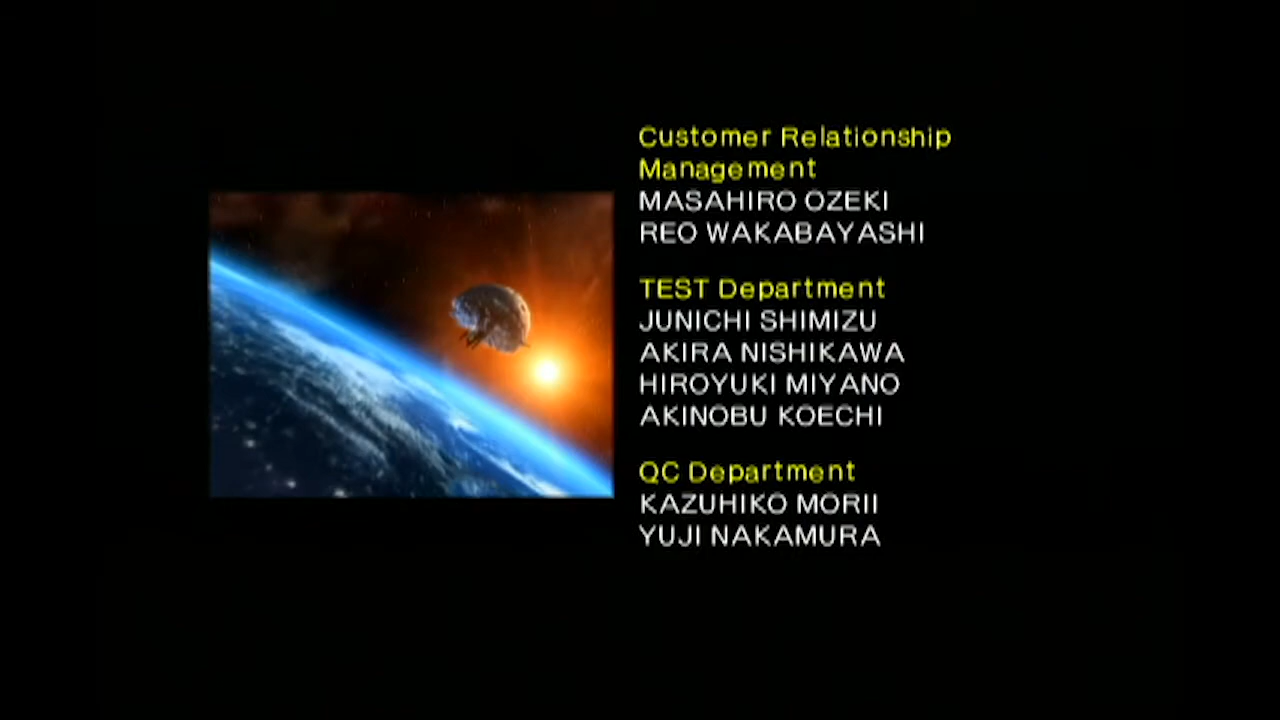 Customer Relationship
Management
MASAHIRO OZEKI
REO WAKABAYASHI
TEST Department
JUNICHI SHIMIZU
AKIRA NISHIKAWA
HIROYUKI MIYANO
AKINOBU KOECHI
QC Department
KAZUHIKO MORII
YUJI NAKAMURA